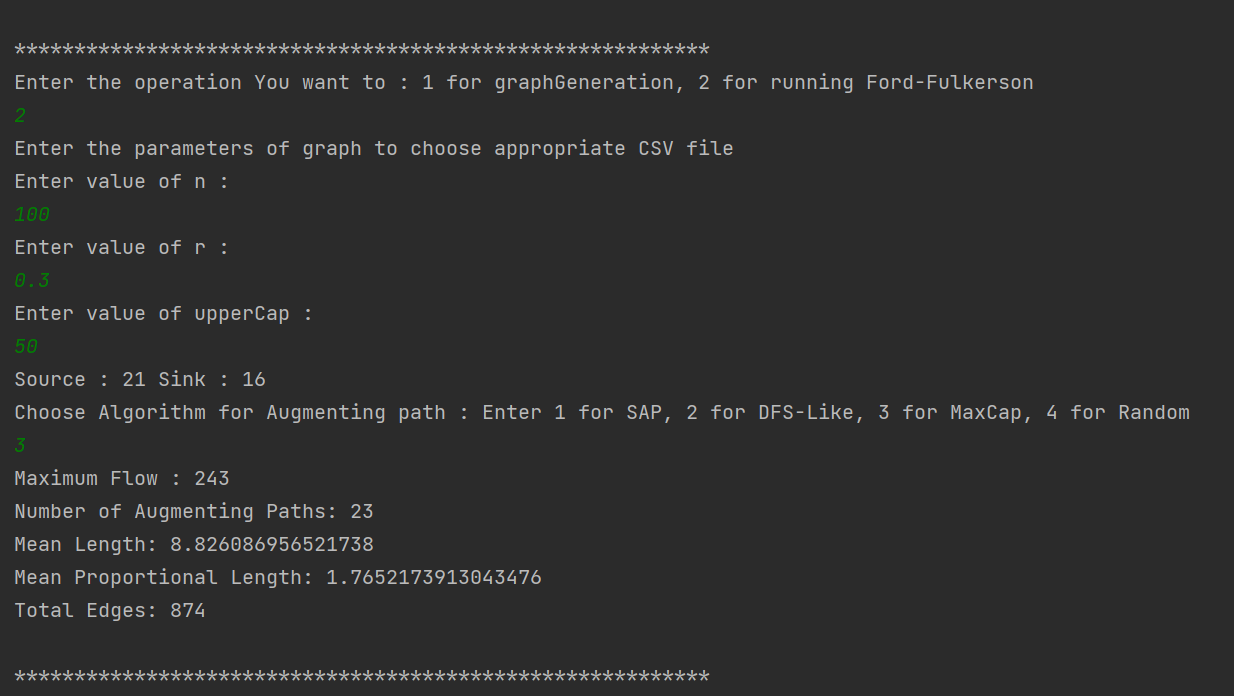 **********************************************************
Enter the operation You want to : 1 for graphGeneration, 2 for running Ford-Fulkerson
2
Enter the parameters of graph to choose appropriate CSV file
Enter value of n :
100
Enter value of r :
0.3
Enter value of upperCap :
50
Source : 21 Sink : 16
Choose Algorithm for Augmenting path : Enter 1 for SAP, 2 for DFS-Like, 3 for MaxCap, 4 for Random
3
Maximum Flow : 243
Number of Augmenting Paths: 23
Mean Length: 8.826086956521738
Mean Proportional Length: 1.7652173913043476
Total Edges: 874
**********************************************************